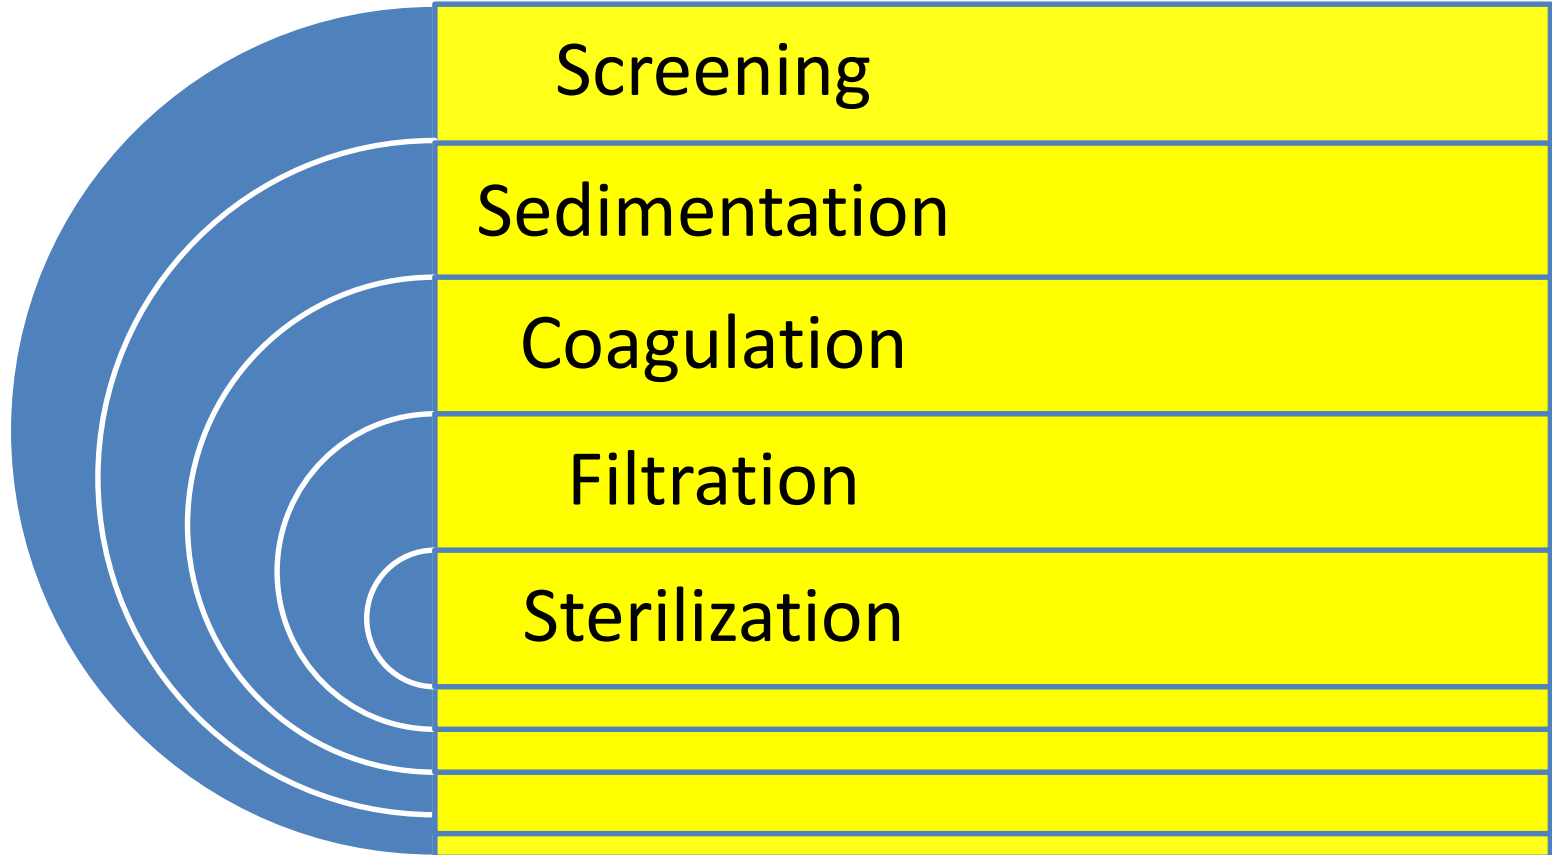 Screening
Sedimentation
Coagulation
Filtration
Sterilization